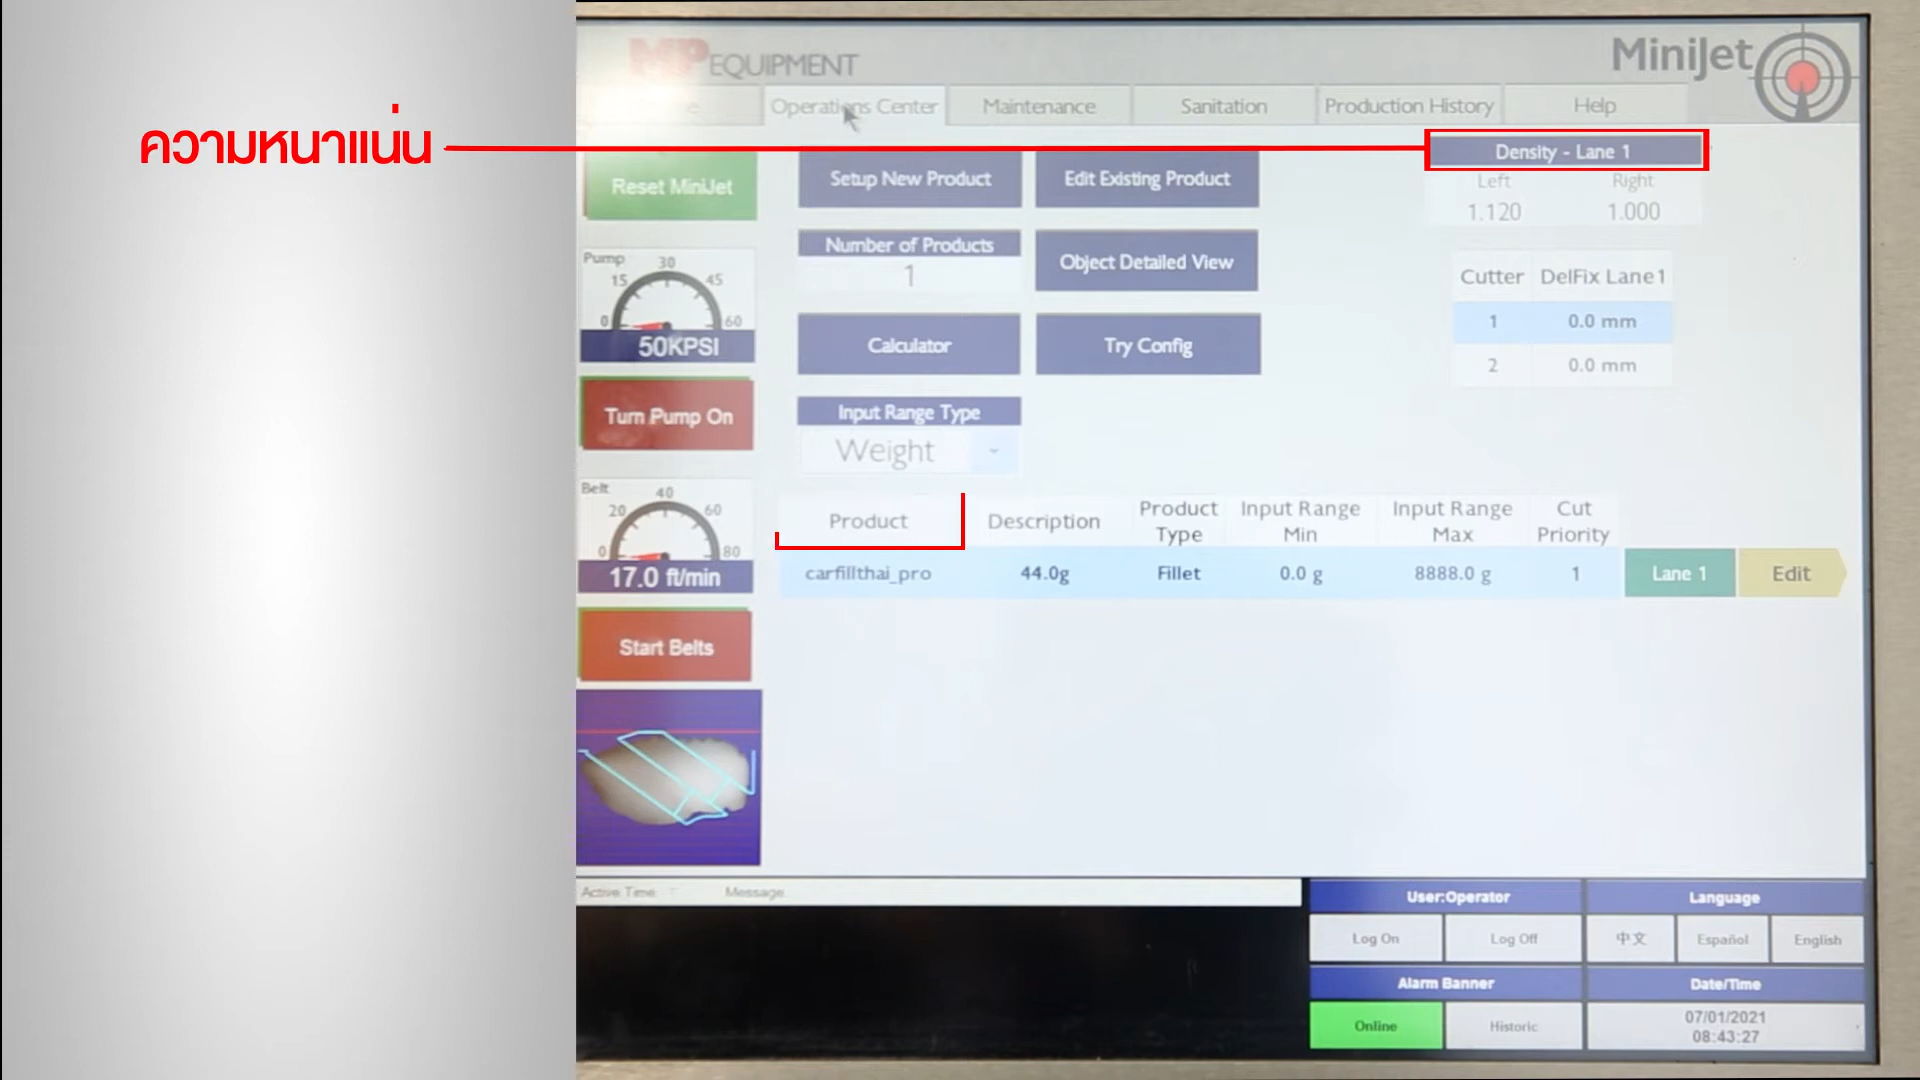 ความหนาแน่น
MP EQUIPMENT
MiniJet
Operations Center
Maintenance
Sanitation
Production History
Help
Reset MiniJet
Setup New Product
Edit Existing Product
Density - Lane 1
Left
Right
1.120
1.000
Number of Products
1
Object Detailed View
Pump
0
15
30
45
60
50KPSI
Cutter
DelFix Lane1
1
0.0 mm
2
0.0 mm
Calculator
Try Config
Turn Pump On
Input Range Type
Weight
Belt
0
20
40
60
80
17.0 ft/min
Product
Description
Product Type
Input Range Min
Input Range Max
Cut Priority
carfillthai_pro
44.0g
Fillet
0.0 g
8888.0 g
1
Lane 1
Edit
Start Belts
Active Time
Message
User:Operator
Language
Log On
Log Off
中文
Español
English
Alarm Banner
Date/Time
Online
Historic
07/01/2021
08:43:27